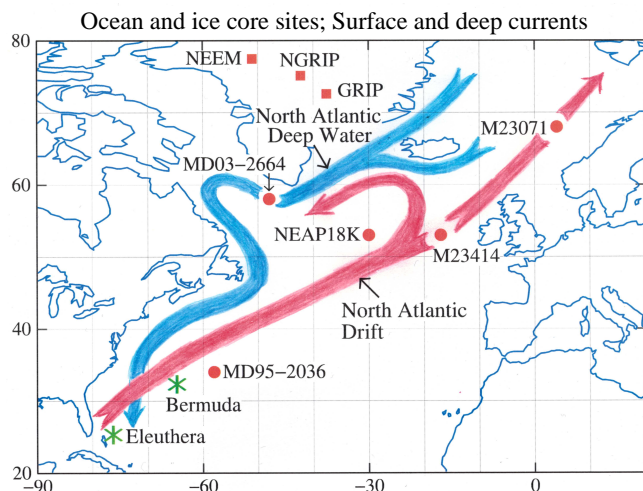 Ocean and ice core sites; Surface and deep currents
80
NEEM
NGRIP
GRIP
North Atlantic
Deep Water
M23071
MD03−2664
60
NEAP18K
M23414
North Atlantic
Drift
40
MD95−2036
Bermuda
Eleuthera
20
−90
−60
−30
0